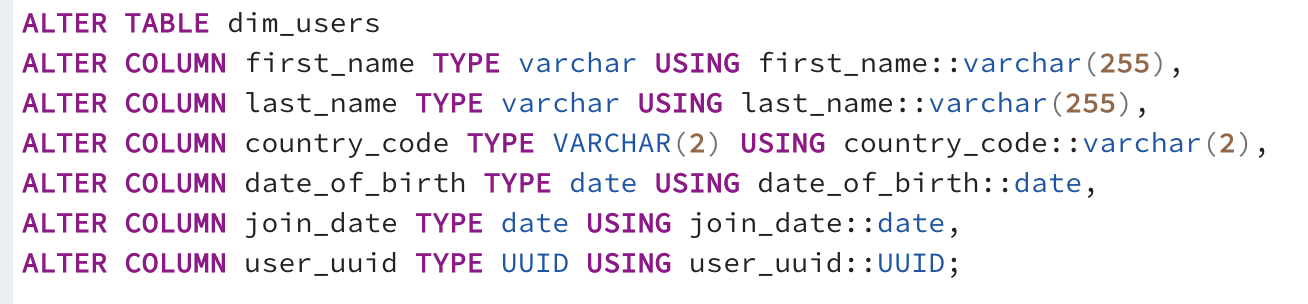 ALTER TABLE dim_users
ALTER COLUMN first_name TYPE varchar USING first_name::varchar(255),
ALTER COLUMN last_name TYPE varchar USING last_name::varchar(255),
ALTER COLUMN country_code TYPE VARCHAR(2) USING country_code::varchar(2),
ALTER COLUMN date_of_birth TYPE date USING date_of_birth::date,
ALTER COLUMN join_date TYPE date USING join_date::date,
ALTER COLUMN user_uuid TYPE UUID USING user_uuid::UUID;